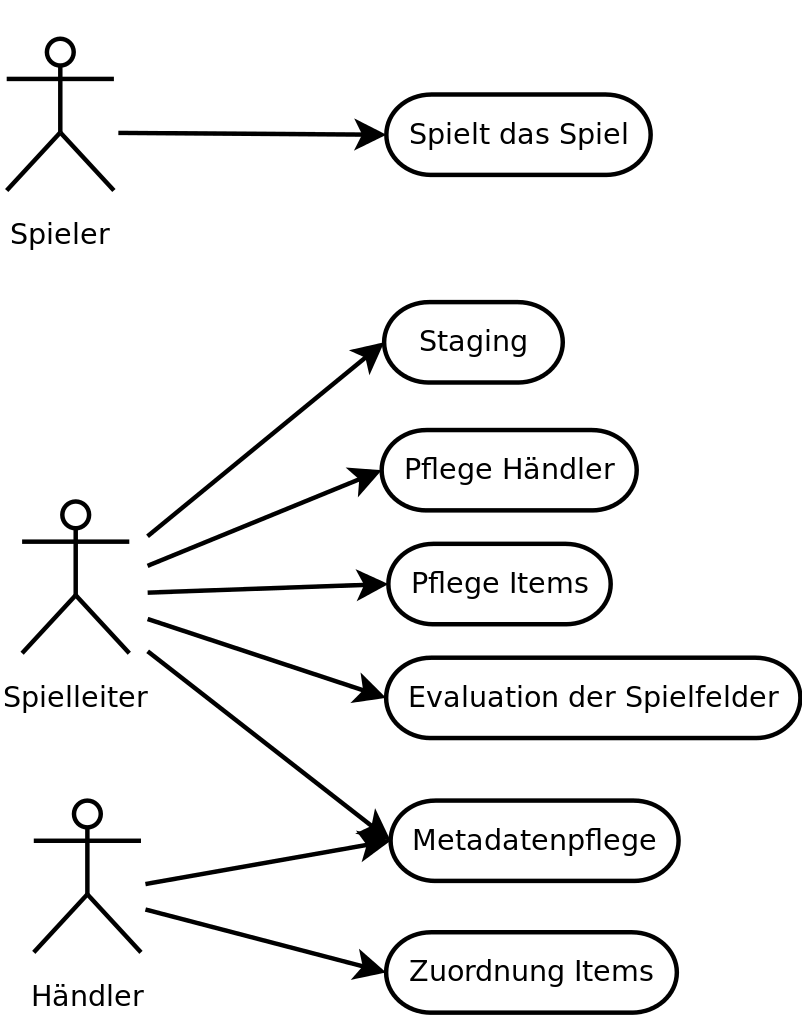 Spielt das Spiel
Spieler
Staging
Pflege Händler
Pflege Items
Evaluation der Spielfelder
Spielleiter
Metadatenpflege
Zuordnung Items
Händler